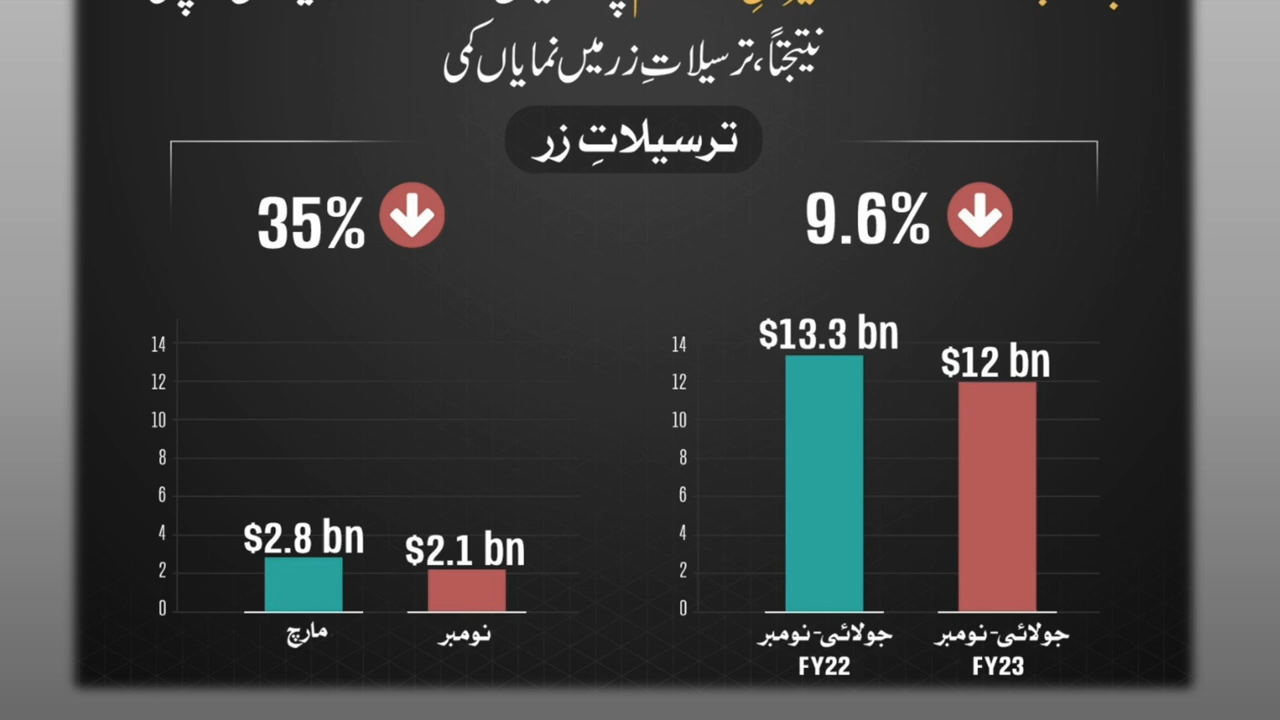 نتیجتاً، ترسیلاتِ زر میں نمایاں کمی
ترسیلاتِ زر
35%
9.6%
14
12
10
8
6
4
2
0
$2.8 bn
$2.1 bn
مارچ
نومبر
14
12
10
8
6
4
2
0
$13.3 bn
$12 bn
جولائی-نومبر
FY22
جولائی-نومبر
FY23